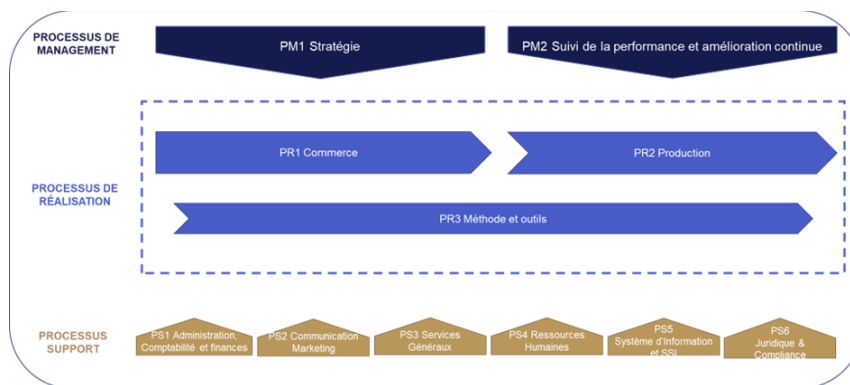 PROCESSUS DE
MANAGEMENT
PM1 Stratégie
PM2 Suivi de la performance et amélioration continue
PROCESSUS DE
RÉALISATION
PR1 Commerce
PR2 Production
PR3 Méthode et outils
PROCESSUS
SUPPORT
PS1 Administration,
Comptabilité et finances
PS2 Communication
Marketing
PS3 Services
Généraux
PS4 Ressources
Humaines
PS5
Système d'Information
et SSI
PS6
Juridique &
Compliance